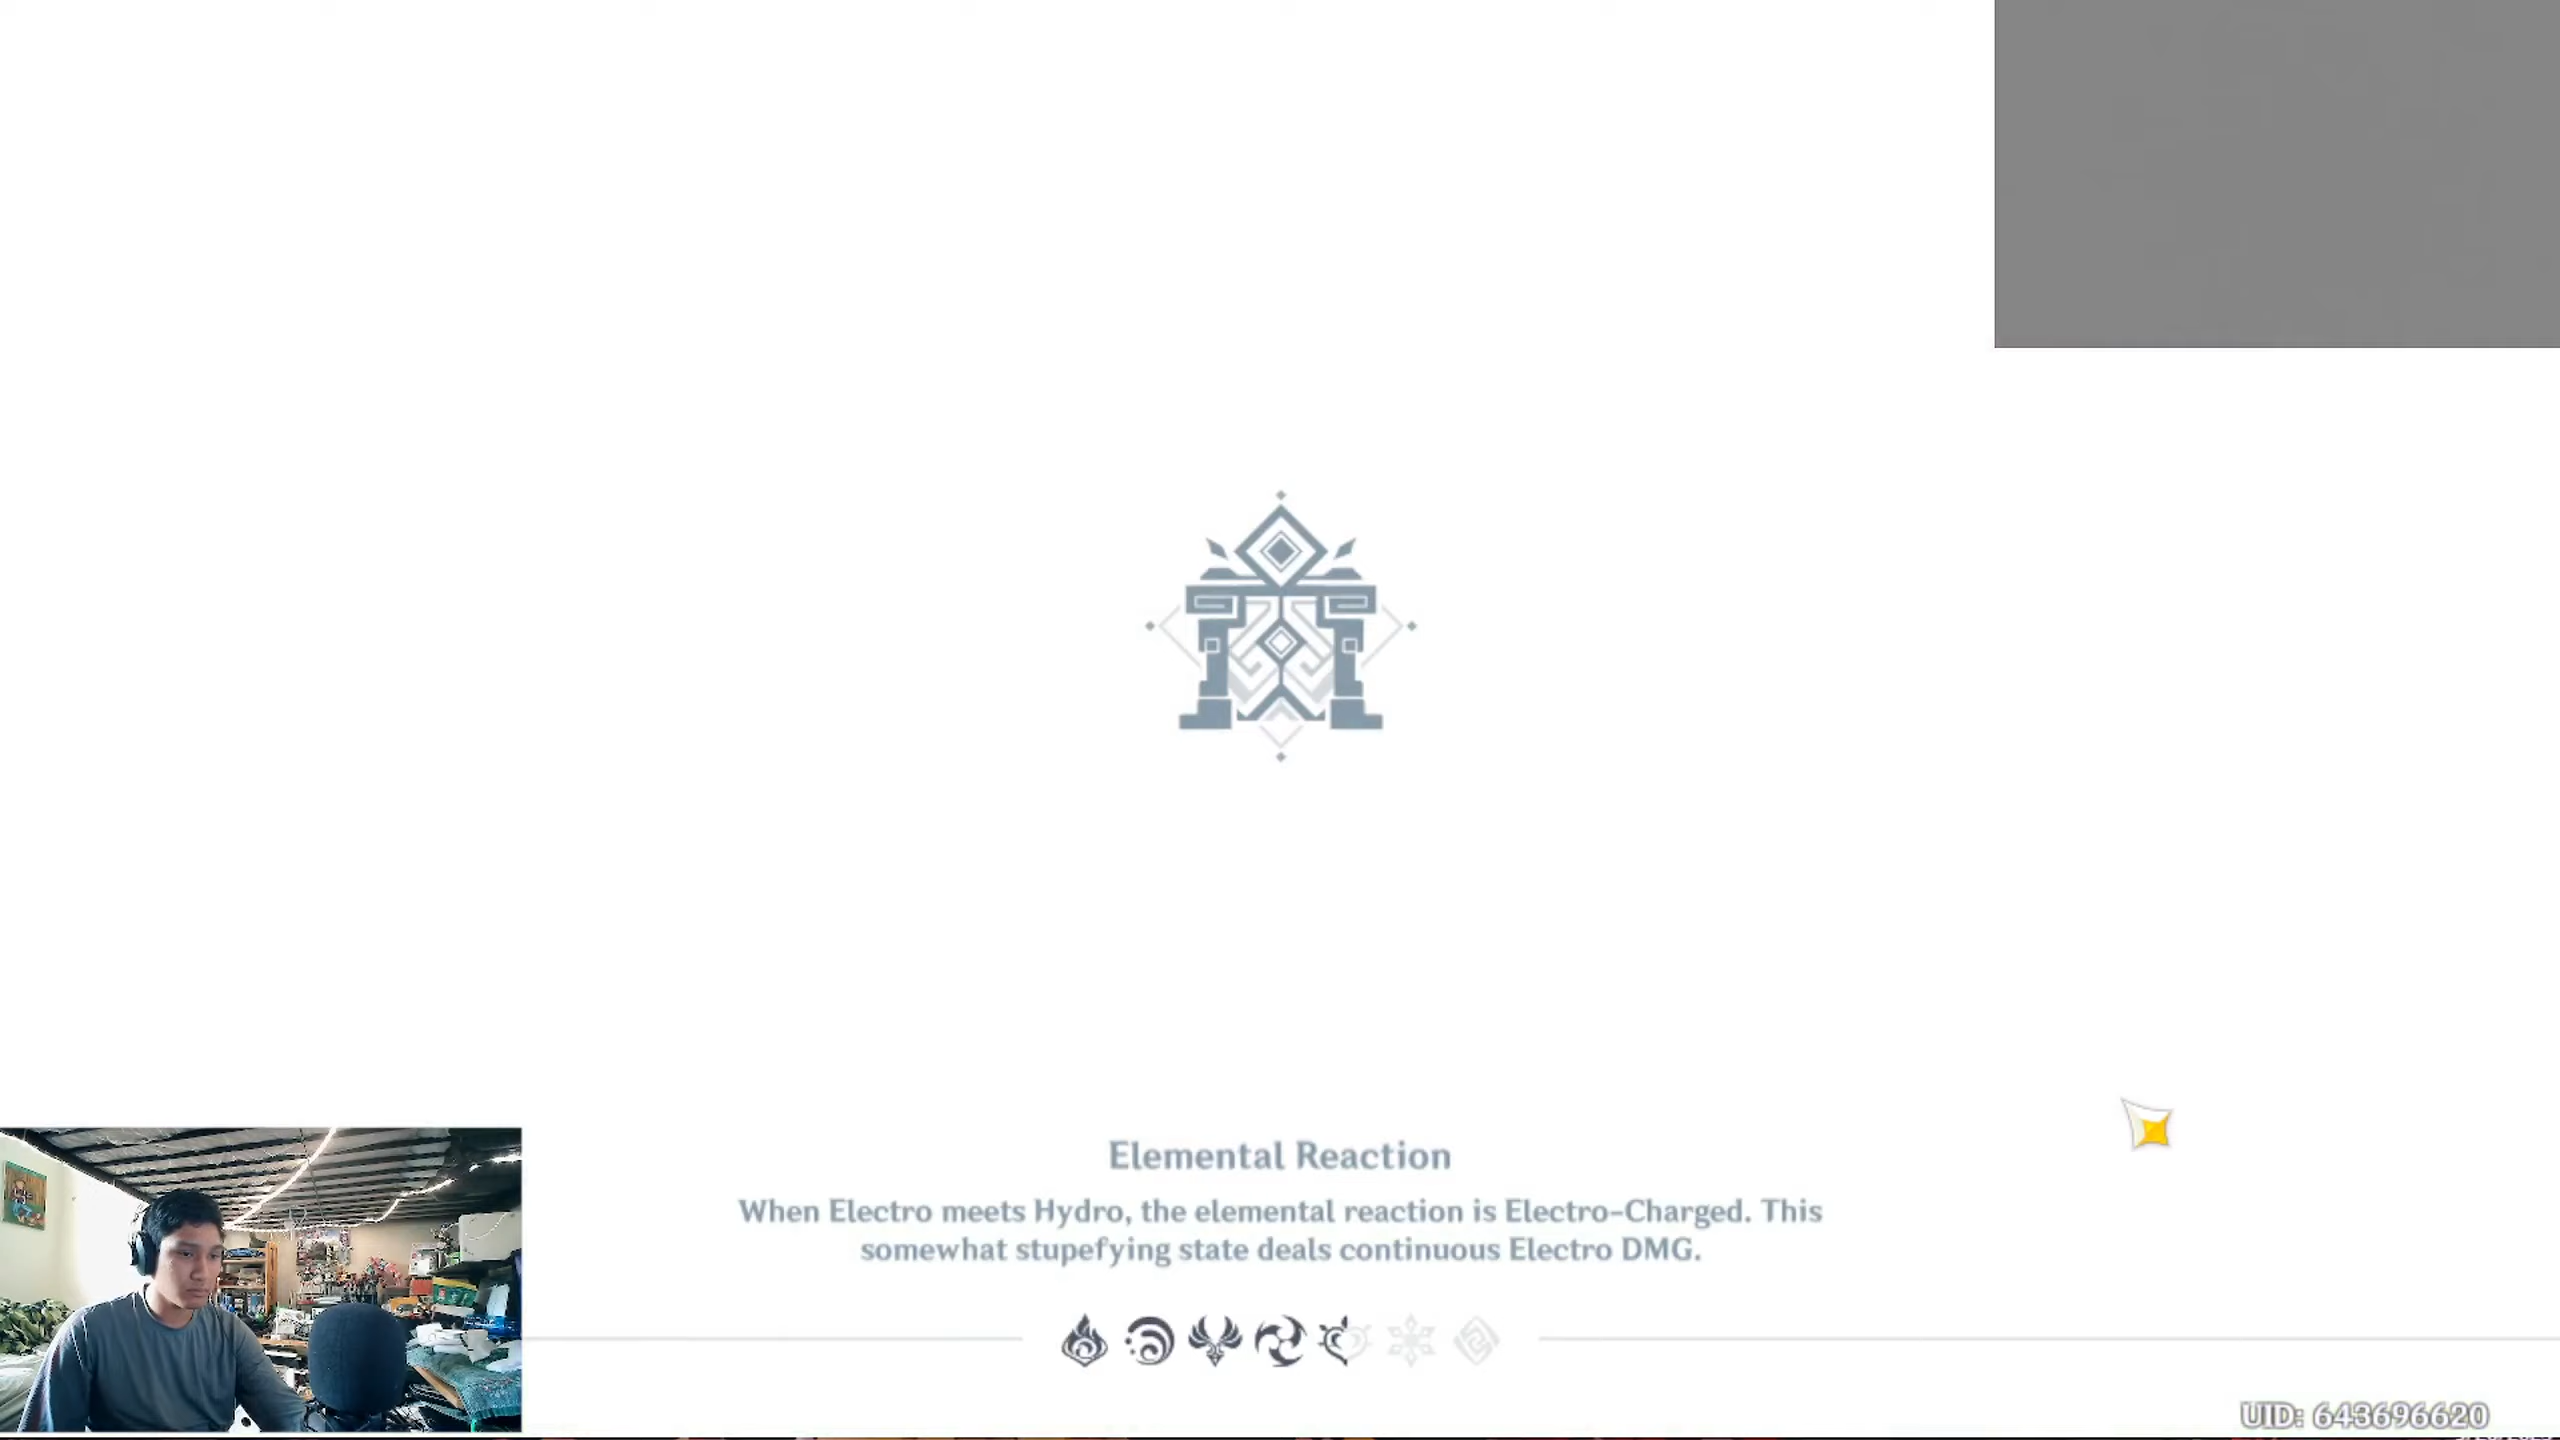 Elemental Reaction
When Electro meets Hydro, the elemental reaction is Electro-Charged. This
somewhat stupefying state deals continuous Electro DMG.
UID: 643696620